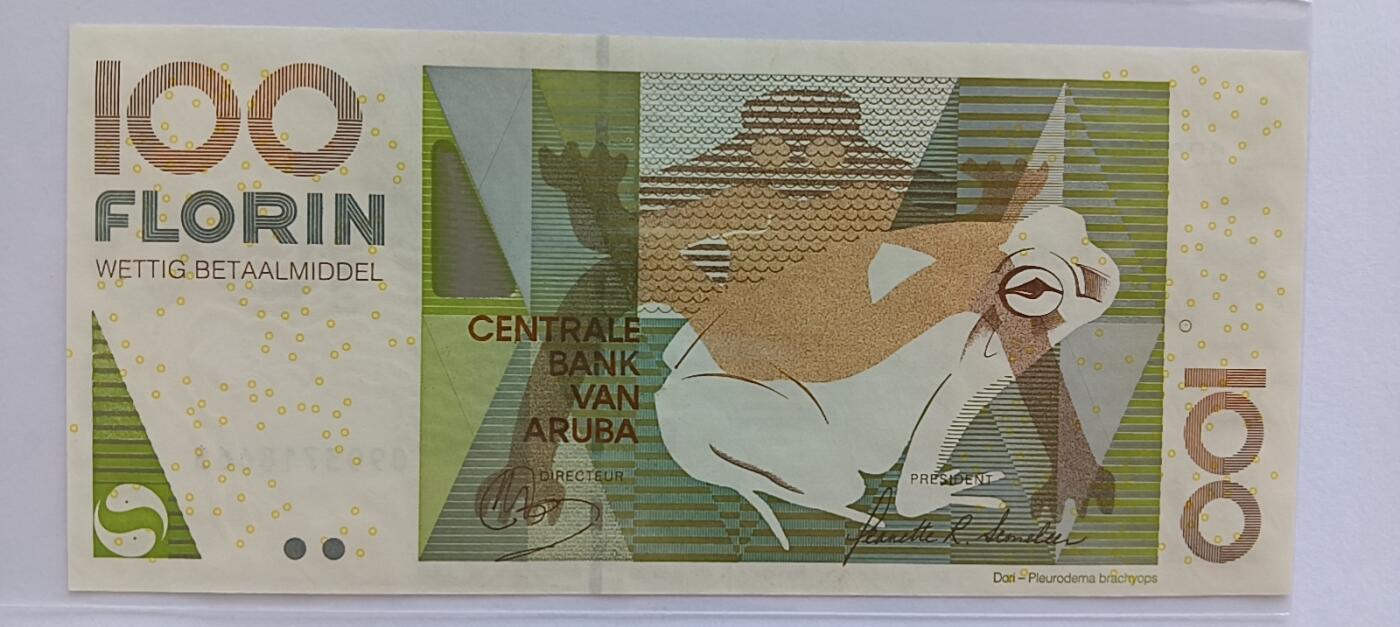 100
FLORIN
WETTIG BETAALMIDDEL
CENTRALE
BANK
VAN
ARUBA
DIRECTEUR
PRESIDENT
100
Dori – Pleurodema brachyops